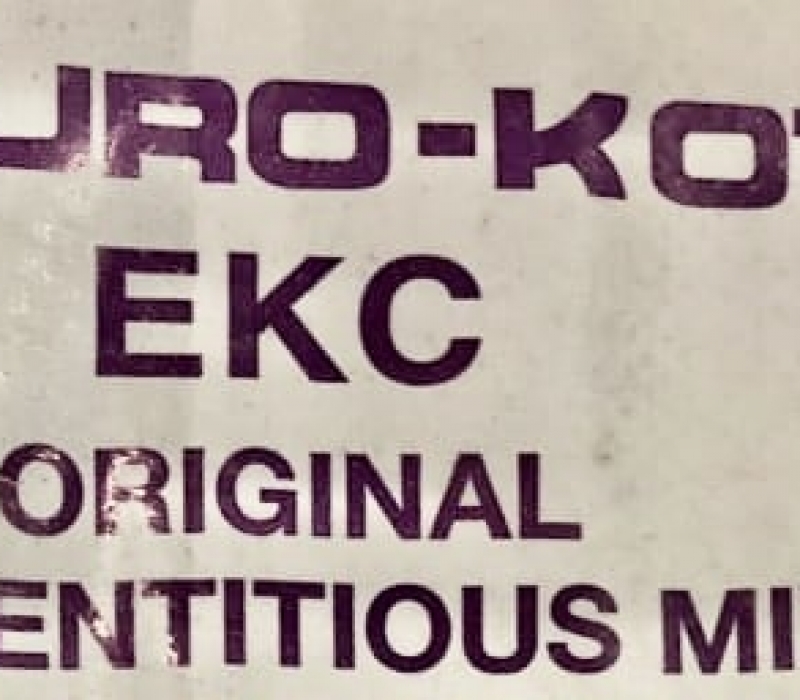 URO-KOT
EKC
ORIGINAL
ENTITIOUS MI